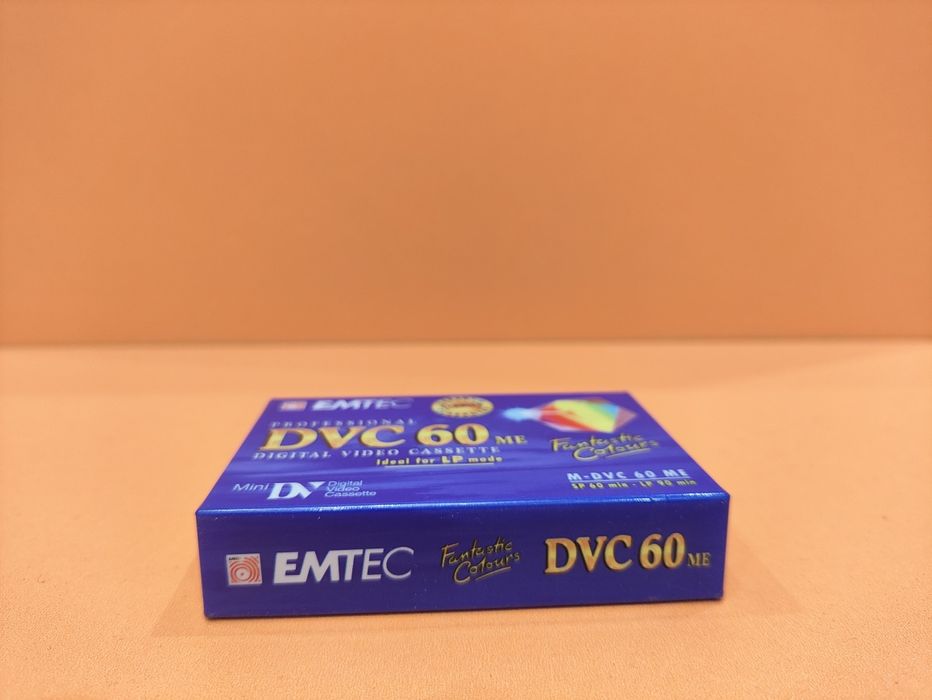 EMTEC
PROFESSIONAL
DVC 60 ME
DIGITAL VIDEO CASSETTE
Ideal for LP mode
Mini DV Digital Video Cassette
Fantastic
Colours
M-DVC 60 ME
SP 60 min - LP 90 min
EMTEC
Fantastic
Colours
DVC 60 ME